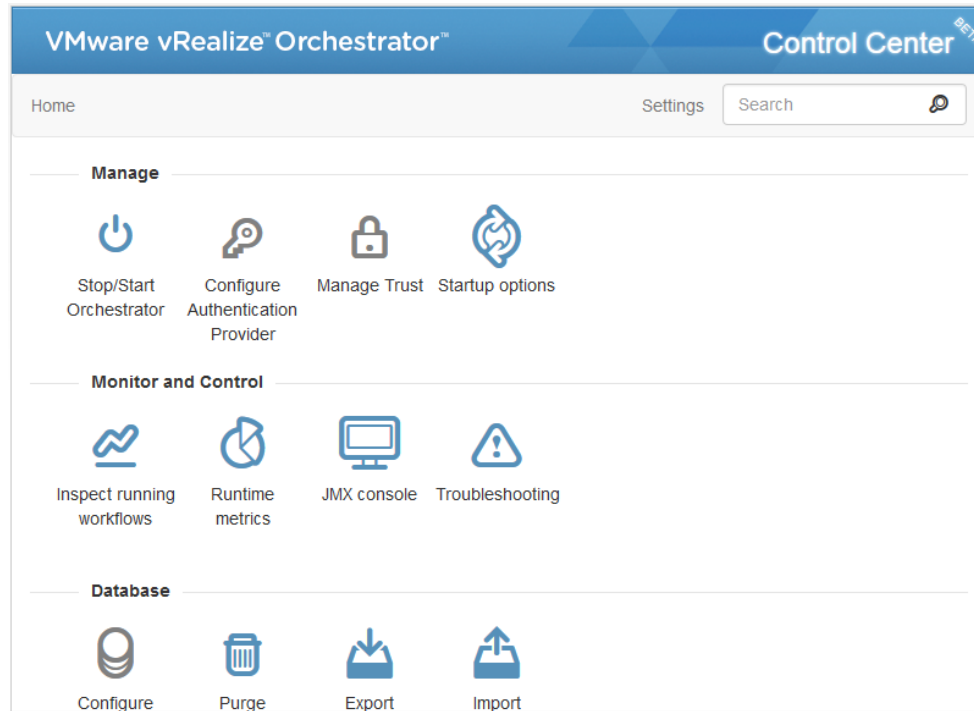 VMware vRealize™ Orchestrator™
Control Center
BETA
Home
Settings
Search
Manage
Stop/Start
Orchestrator
Configure
Authentication
Provider
Manage Trust
Startup options
Monitor and Control
Inspect running
workflows
Runtime
metrics
JMX console
Troubleshooting
Database
Configure
Purge
Export
Import